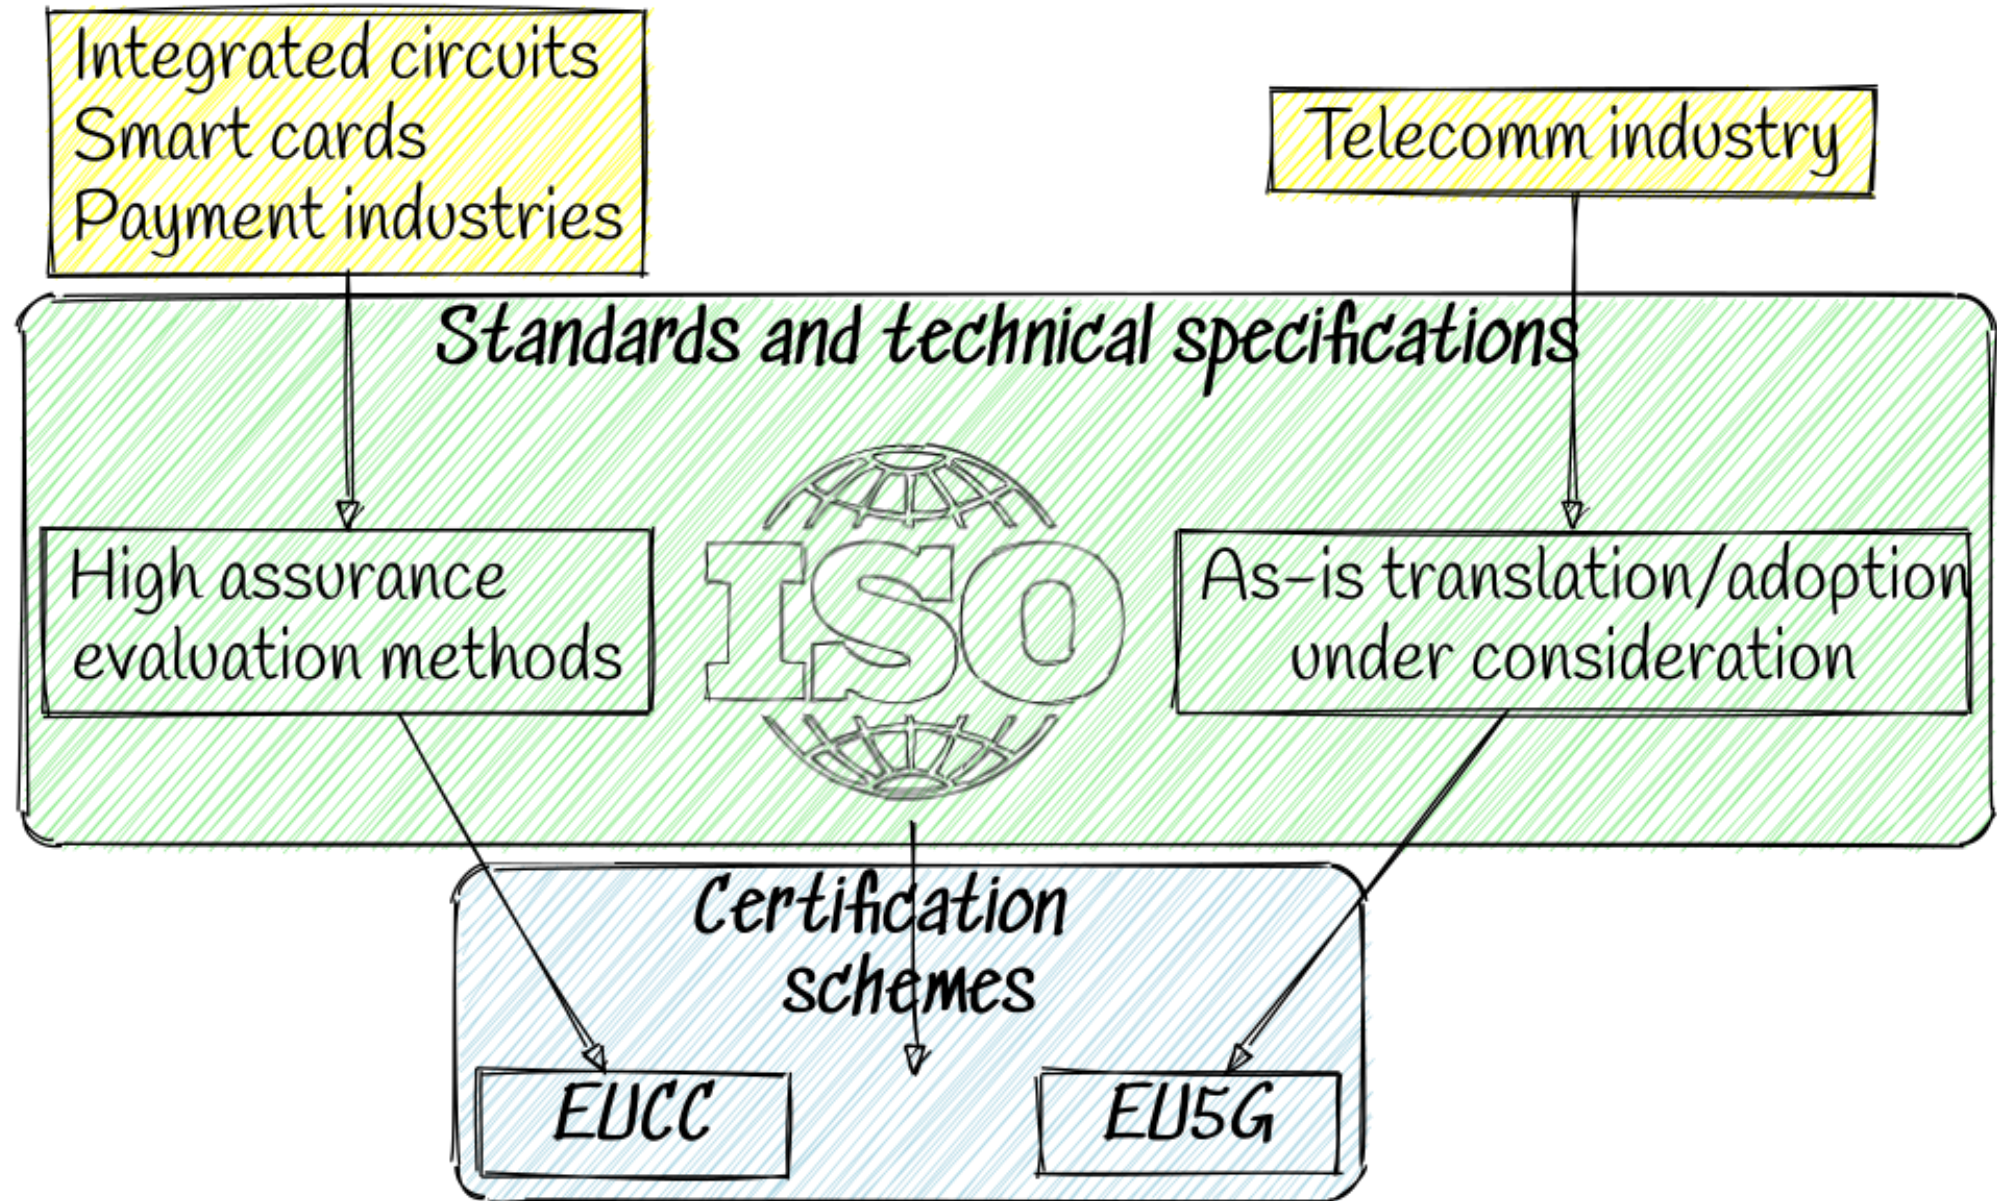 Integrated circuits
Smart cards
Payment industries
Telecomm industry
Standards and technical specifications
High assurance
evaluation methods
ISO
As-is translation/adoption
under consideration
Certification
schemes
EUCC
EU5G